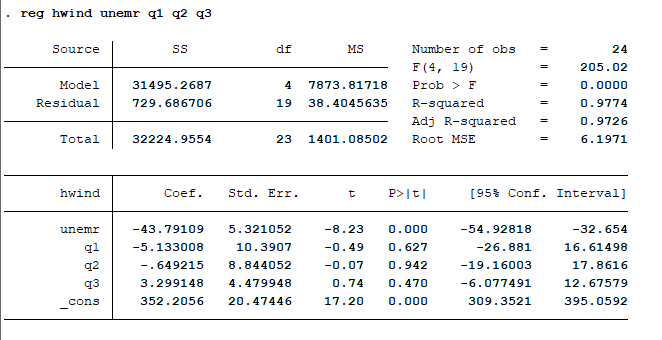 . reg hwind unemr q1 q2 q3
Source | SS df MS Number of obs = 24
F(4, 19) = 205.02
Model | 31495.2687 4 7873.81718 Prob > F = 0.0000
Residual | 729.686706 19 38.4045635 R-squared = 0.9774
Adj R-squared = 0.9726
Total | 32224.9554 23 1401.08502 Root MSE = 6.1971
hwind | Coef. Std. Err. t P>|t| [95% Conf. Interval]
unemr | -43.79109 5.321052 -8.23 0.000 -54.92818 -32.654
q1 | -5.133008 10.3907 -0.49 0.627 -26.881 16.61498
q2 | -.649215 8.844052 -0.07 0.942 -19.16003 17.8616
q3 | 3.299148 4.479948 0.74 0.470 -6.077491 12.67579
_cons | 352.2056 20.47446 17.20 0.000 309.3521 395.0592